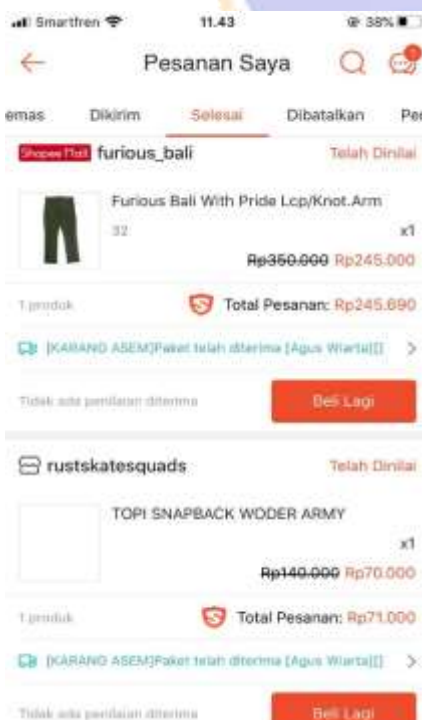 Smartfren 11.43 38%
Pesanan Saya
emas Dikirim Selesai Dibatalkan Pe
Shopee Mall furious_bali Telah Dinilai
Furious Bali With Pride Lcp/Knot.Arm
32 x1
Rp350.000 Rp245.000
1 produk Total Pesanan: Rp245.690
[KARANG ASEM]Paket telah diterima [Agus Wiarta][] >
Tidak ada penilaian diterima Beli Lagi
rustskatesquads Telah Dinilai
TOPI SNAPBACK WODER ARMY
x1
Rp140.000 Rp70.000
1 produk Total Pesanan: Rp71.000
[KARANG ASEM]Paket telah diterima [Agus Wiarta][] >
Tidak ada penilaian diterima Beli Lagi